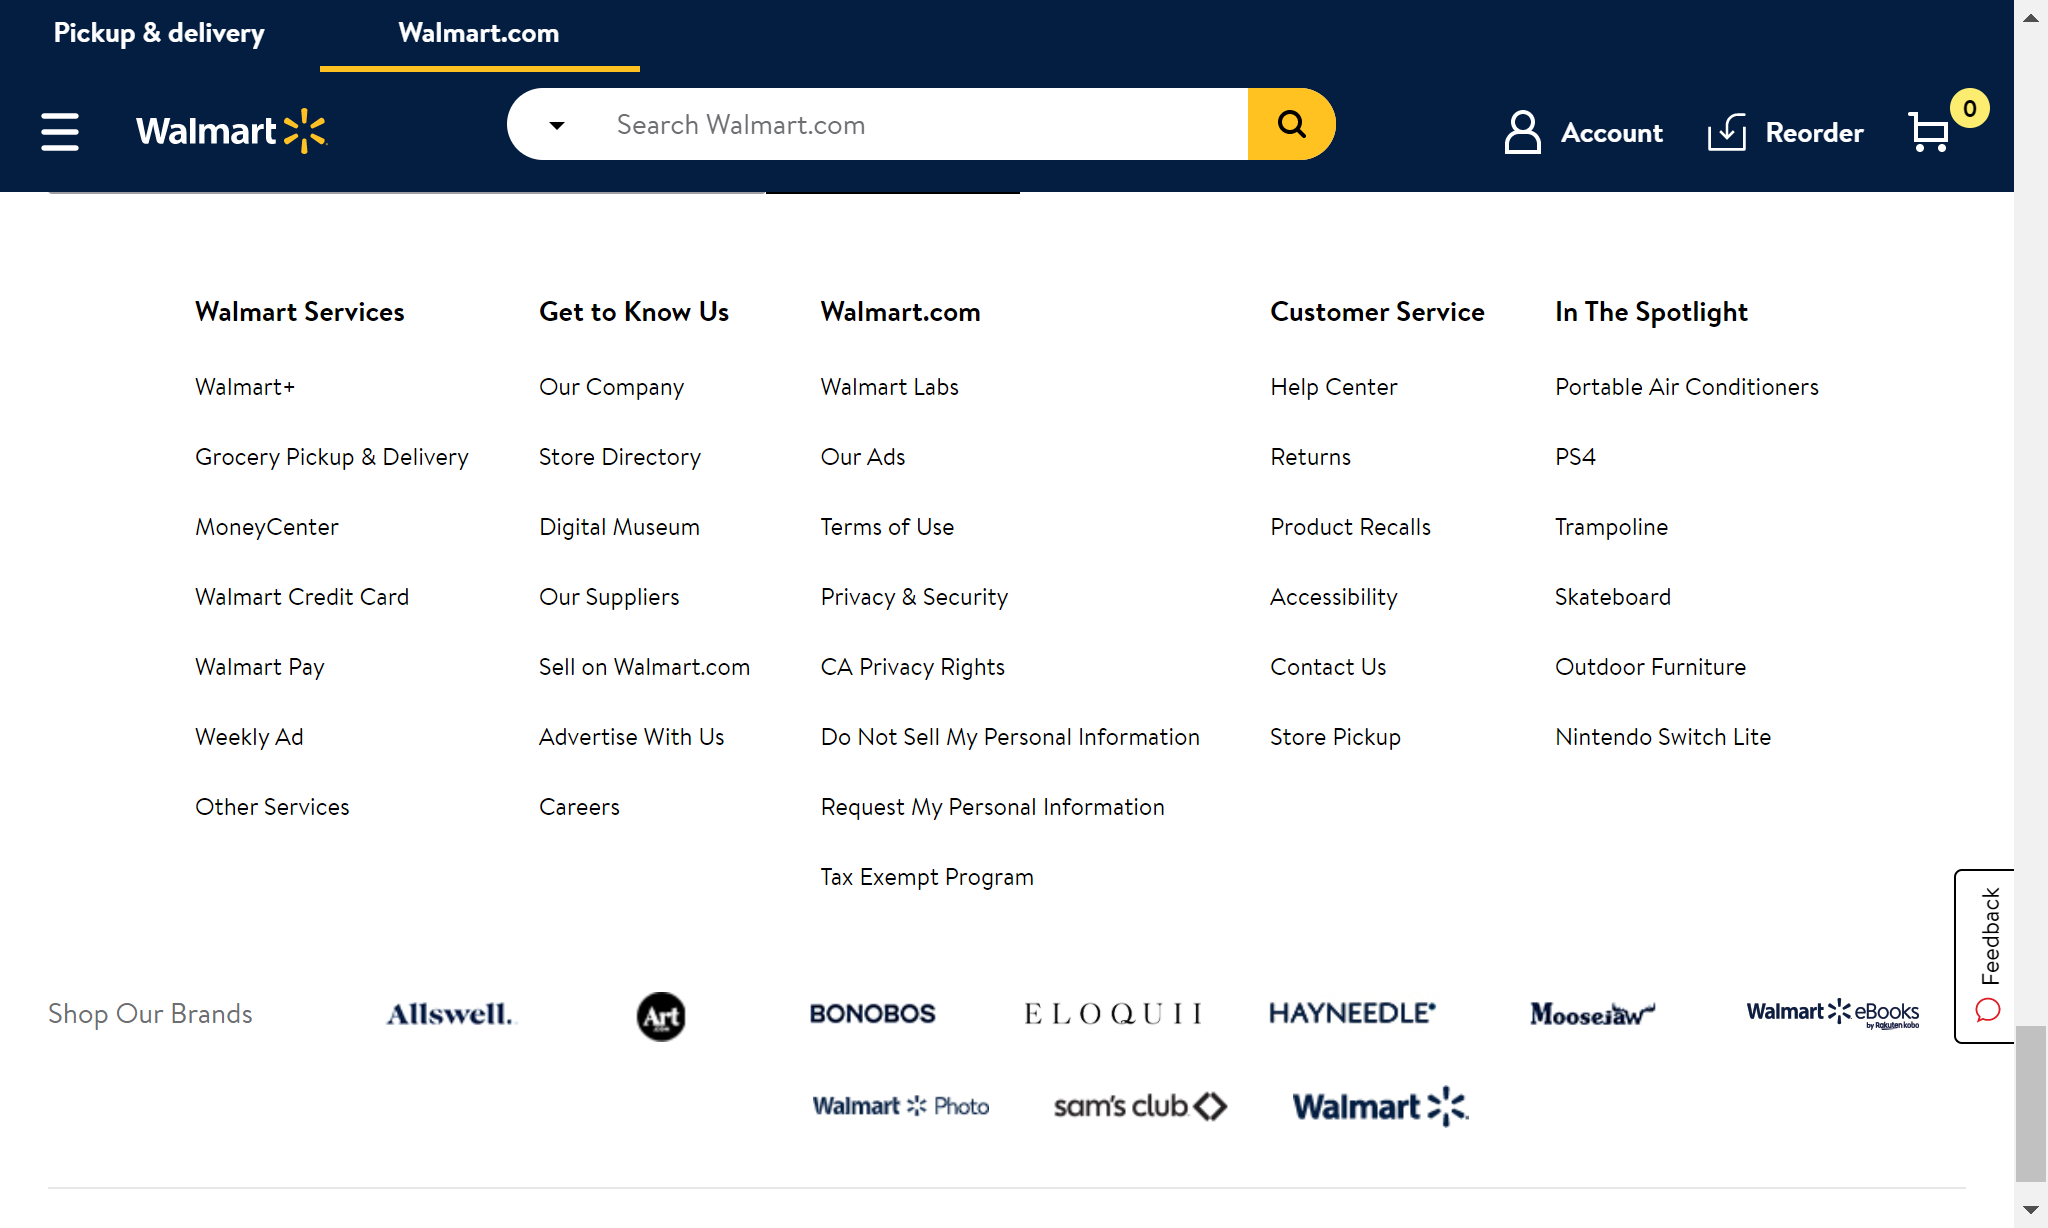 Pickup & delivery
Walmart.com
Walmart
Search Walmart.com
Account
Reorder
0
Walmart Services
Walmart+
Grocery Pickup & Delivery
MoneyCenter
Walmart Credit Card
Walmart Pay
Weekly Ad
Other Services
Get to Know Us
Our Company
Store Directory
Digital Museum
Our Suppliers
Sell on Walmart.com
Advertise With Us
Careers
Walmart.com
Walmart Labs
Our Ads
Terms of Use
Privacy & Security
CA Privacy Rights
Do Not Sell My Personal Information
Request My Personal Information
Tax Exempt Program
Customer Service
Help Center
Returns
Product Recalls
Accessibility
Contact Us
Store Pickup
In The Spotlight
Portable Air Conditioners
PS4
Trampoline
Skateboard
Outdoor Furniture
Nintendo Switch Lite
Feedback
Shop Our Brands
Allswell.
Art
.com
BONOBOS
ELOQUII
HAYNEEDLE
Moosejaw
Walmart eBooks
by Rakuten kobo
Walmart Photo
sam's club
Walmart